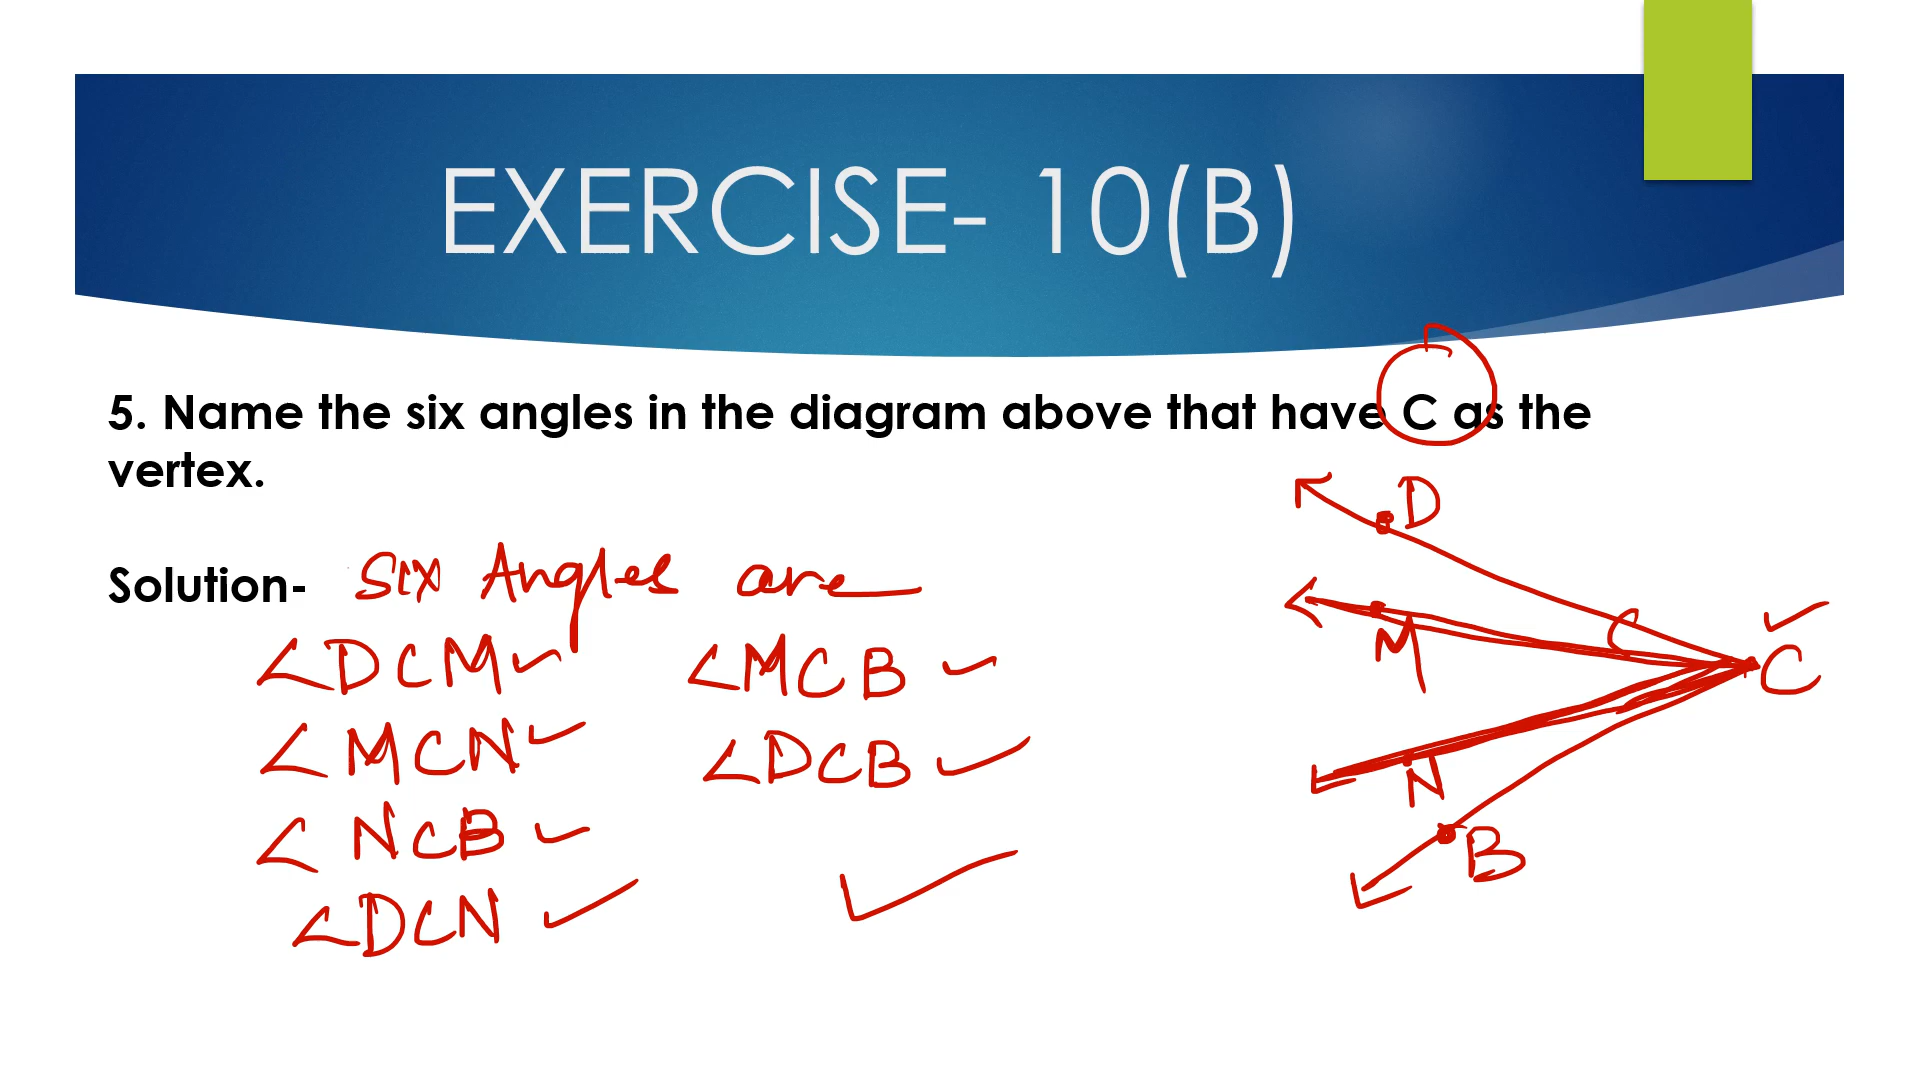 EXERCISE- 10(B)
5. Name the six angles in the diagram above that have C as the
vertex.
Solution- Six Angles are
∠DCM ∠MCB
∠MCN ∠DCB
∠NCB
∠DCN
D
M
C
N
B